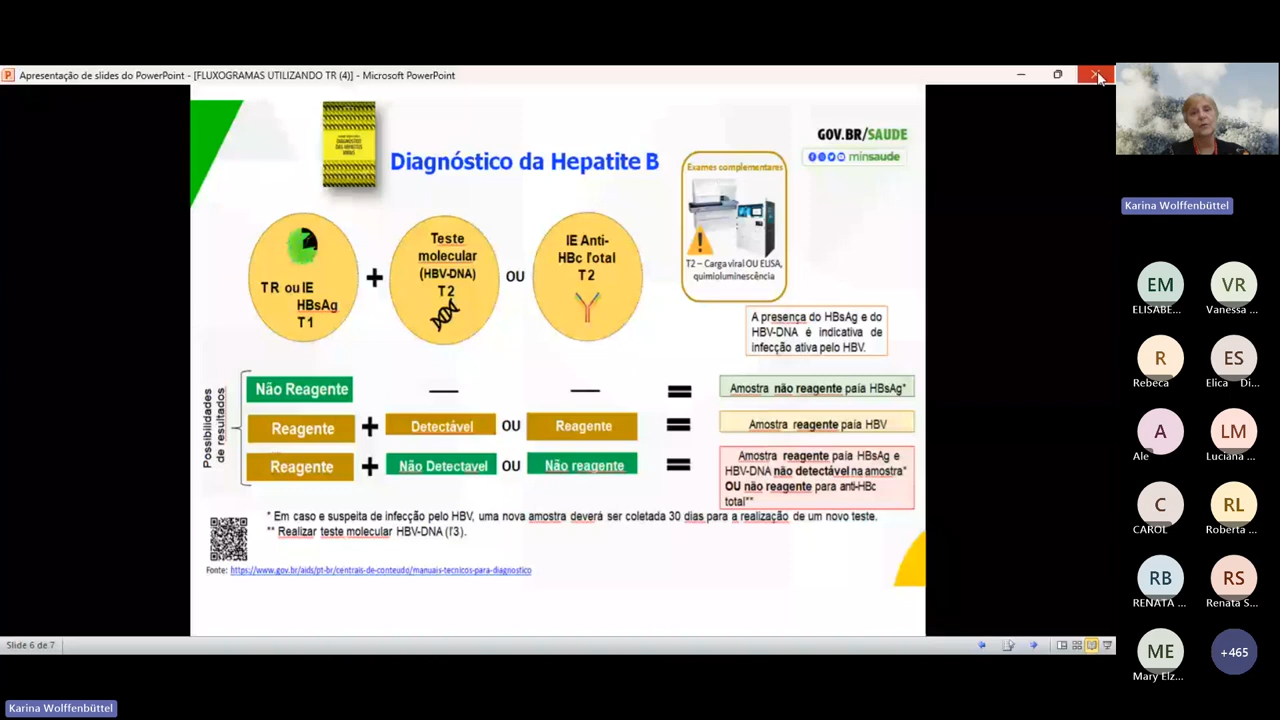 Apresentação de slides do PowerPoint - [FLUXOGRAMAS UTILIZANDO TR (4)] - Microsoft PowerPoint
DIAGNÓSTICO
DAS HEPATITES
VIRAIS
Diagnóstico da Hepatite B
GOV.BR/SAUDE
minsaude
Exames complementares
T2 – Carga viral OU ELISA,
quimioluminescência
TR ou IE
HBsAg
T1
+
Teste
molecular
(HBV-DNA)
T2
OU
IE Anti-
HBc Total
T2
A presença do HBsAg e do
HBV-DNA é indicativa de
infecção ativa pelo HBV.
Possibilidades
de resultados
Não Reagente — — = Amostra não reagente paía HBsAg*
Reagente + Detectável OU Reagente = Amostra reagente paía HBV
Reagente + Não Detectavel OU Não reagente =
Amostra reagente paía HBsAg e
HBV-DNA não detectável na amostra*
OU não reagente para anti-HBc
total**
* Em caso e suspeita de infecção pelo HBV, uma nova amostra deverá ser coletada 30 dias para a realização de um novo teste.
** Realizar teste molecular HBV-DNA (T3).
Fonte: https://www.gov.br/aids/pt-br/centrais-de-conteudo/manuais-tecnicos-para-diagnostico
Slide 6 de 7
Karina Wolffenbüttel
EM
ELISABE...
VR
Vanessa ...
R
Rebeca
ES
Elica Di...
A
Ale
LM
Luciana ...
C
CAROL
RL
Roberta ...
RB
RENATA ...
RS
Renata S...
ME
Mary Elz...
+465
Karina Wolffenbüttel